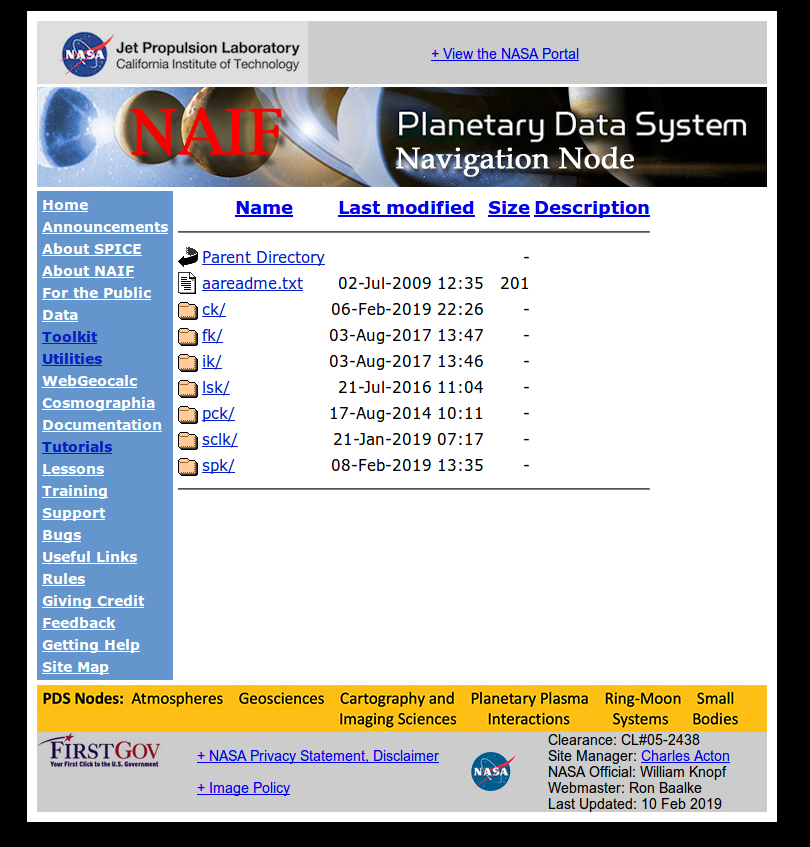 NASA Jet Propulsion Laboratory
California Institute of Technology
+ View the NASA Portal
NAIF
Planetary Data System
Navigation Node
Home
Announcements
About SPICE
About NAIF
For the Public
Data
Toolkit
Utilities
WebGeocalc
Cosmographia
Documentation
Tutorials
Lessons
Training
Support
Bugs
Useful Links
Rules
Giving Credit
Feedback
Getting Help
Site Map
Name Last modified Size Description
Parent Directory -
aareadme.txt 02-Jul-2009 12:35 201
ck/ 06-Feb-2019 22:26 -
fk/ 03-Aug-2017 13:47 -
ik/ 03-Aug-2017 13:46 -
lsk/ 21-Jul-2016 11:04 -
pck/ 17-Aug-2014 10:11 -
sclk/ 21-Jan-2019 07:17 -
spk/ 08-Feb-2019 13:35 -
PDS Nodes: Atmospheres Geosciences Cartography and Planetary Plasma Ring-Moon Small
Imaging Sciences Interactions Systems Bodies
FIRSTGOV
Your First Click to the U.S. Government
+ NASA Privacy Statement, Disclaimer
+ Image Policy
NASA
Clearance: CL#05-2438
Site Manager: Charles Acton
NASA Official: William Knopf
Webmaster: Ron Baalke
Last Updated: 10 Feb 2019